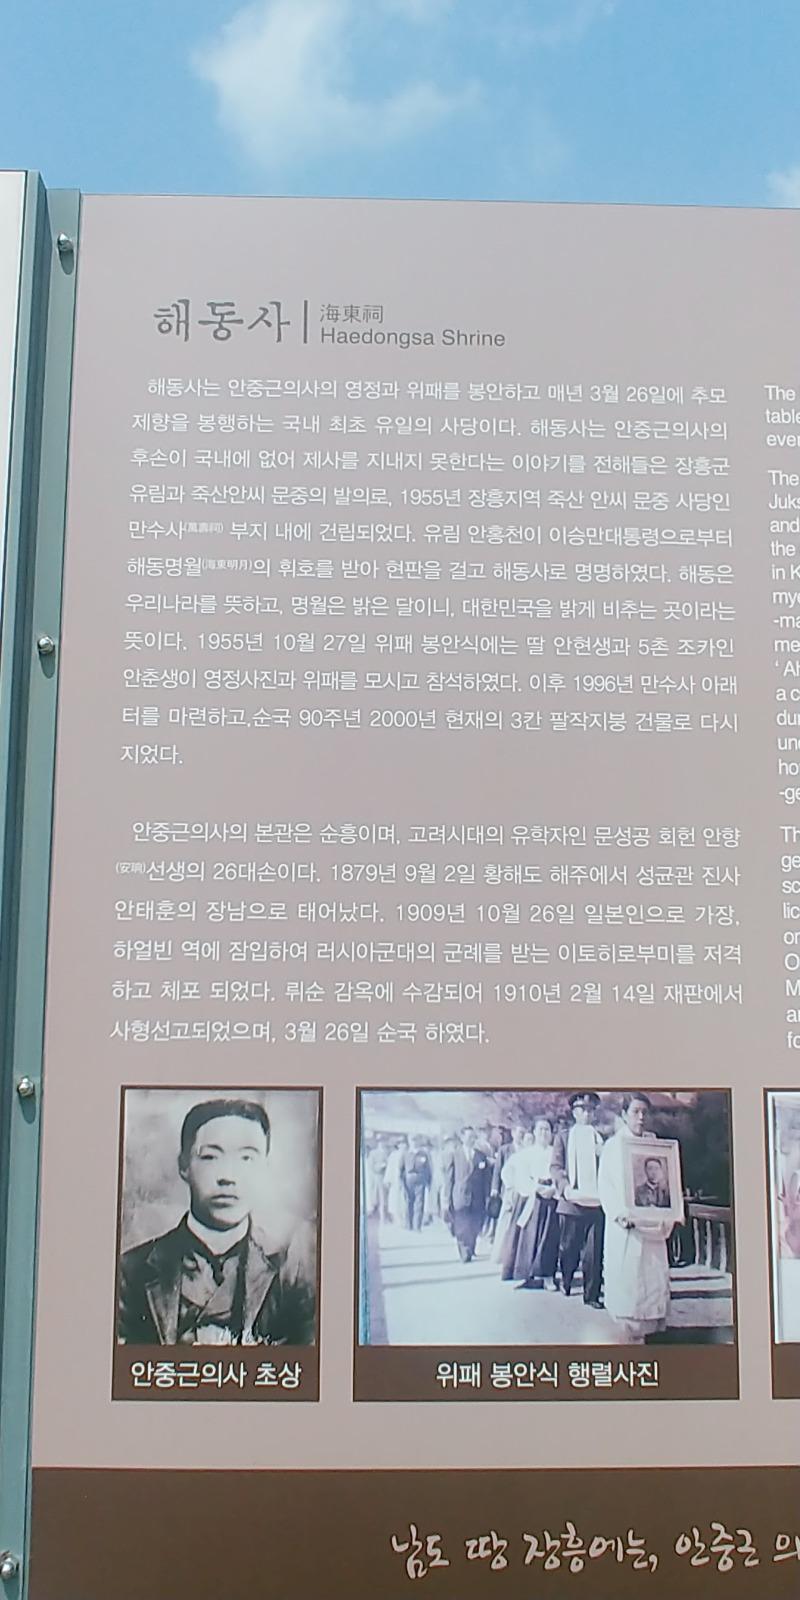 해동사
海東祠
Haedongsa Shrine
해동사는 안중근의사의 영정과 위패를 봉안하고 매년 3월 26일에 추모
제향을 봉행하는 국내 최초 유일의 사당이다. 해동사는 안중근의사의
후손이 국내에 없어 제사를 지내지 못한다는 이야기를 전해들은 장흥군
유림과 죽산안씨 문중의 발의로, 1955년 장흥지역 죽산 안씨 문중 사당인
만수사(萬壽祠) 부지 내에 건립되었다. 유림 안홍천이 이승만대통령으로부터
해동명월(海東明月)의 휘호를 받아 현판을 걸고 해동사로 명명하였다. 해동은
우리나라를 뜻하고, 명월은 밝은 달이니, 대한민국을 밝게 비추는 곳이라는
뜻이다. 1955년 10월 27일 위패 봉안식에는 딸 안현생과 5촌 조카인
안춘생이 영정사진과 위패를 모시고 참석하였다. 이후 1996년 만수사 아래
터를 마련하고,순국 90주년 2000년 현재의 3칸 팔작지붕 건물로 다시
지었다.
안중근의사의 본관은 순흥이며, 고려시대의 유학자인 문성공 회헌 안향
(安珦)선생의 26대손이다. 1879년 9월 2일 황해도 해주에서 성균관 진사
안태훈의 장남으로 태어났다. 1909년 10월 26일 일본인으로 가장,
하얼빈 역에 잠입하여 러시아군대의 군례를 받는 이토히로부미를 저격
하고 체포 되었다. 뤼순 감옥에 수감되어 1910년 2월 14일 재판에서
사형선고되었으며, 3월 26일 순국 하였다.
The
The
Juks
and
the
in K
안중근의사 초상
위패 봉안식 행렬사진
남도 땅 장흥에는, 안중근 의